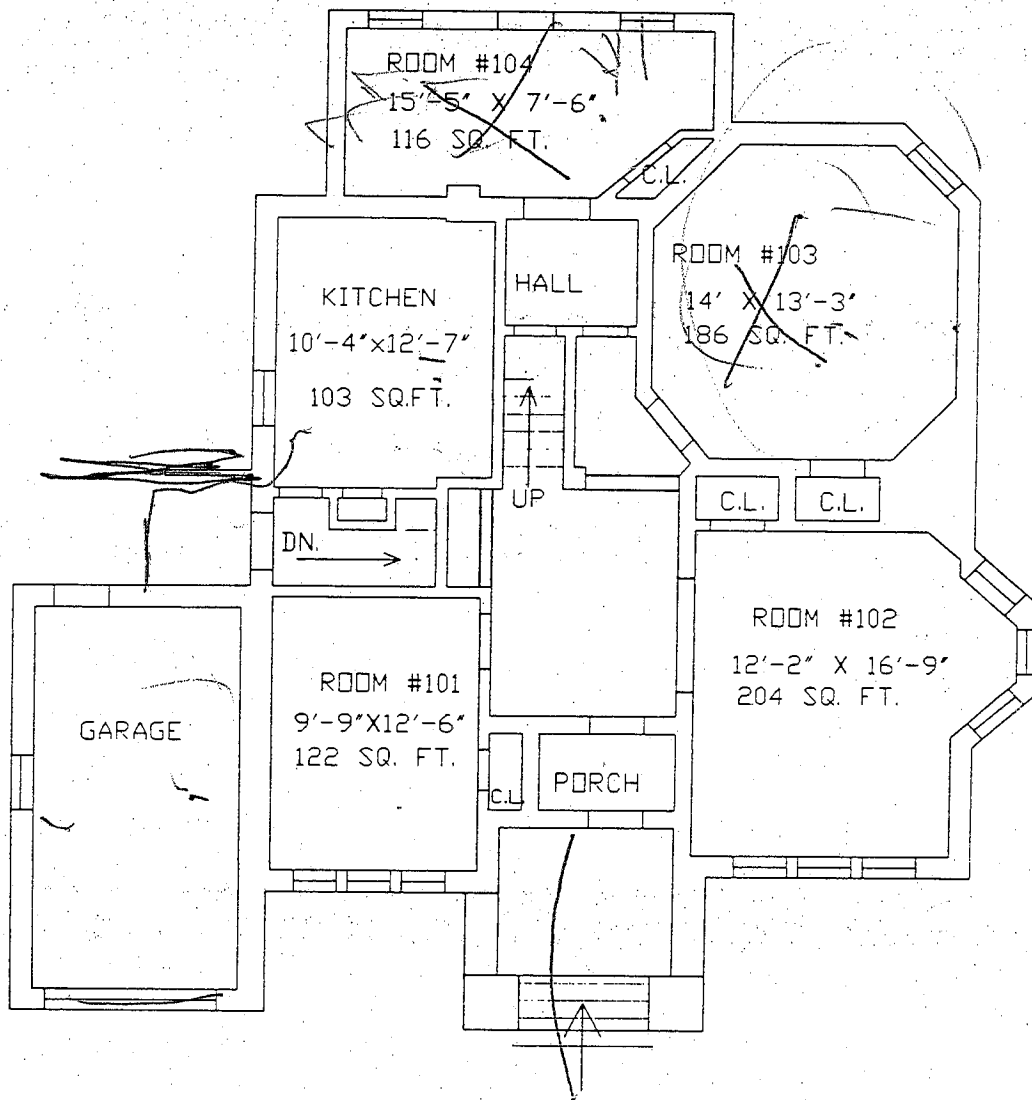 ROOM #104
15'-5" X 7'-6"
116 SQ. FT.
C.L.
ROOM #103
14' X 13'-3"
186 SQ. FT.
HALL
KITCHEN
10'-4"x12'-7"
103 SQ.FT.
UP
C.L.
C.L.
DN.
ROOM #102
12'-2" X 16'-9"
204 SQ. FT.
ROOM #101
9'-9"X12'-6"
122 SQ. FT.
GARAGE
C.L.
PORCH